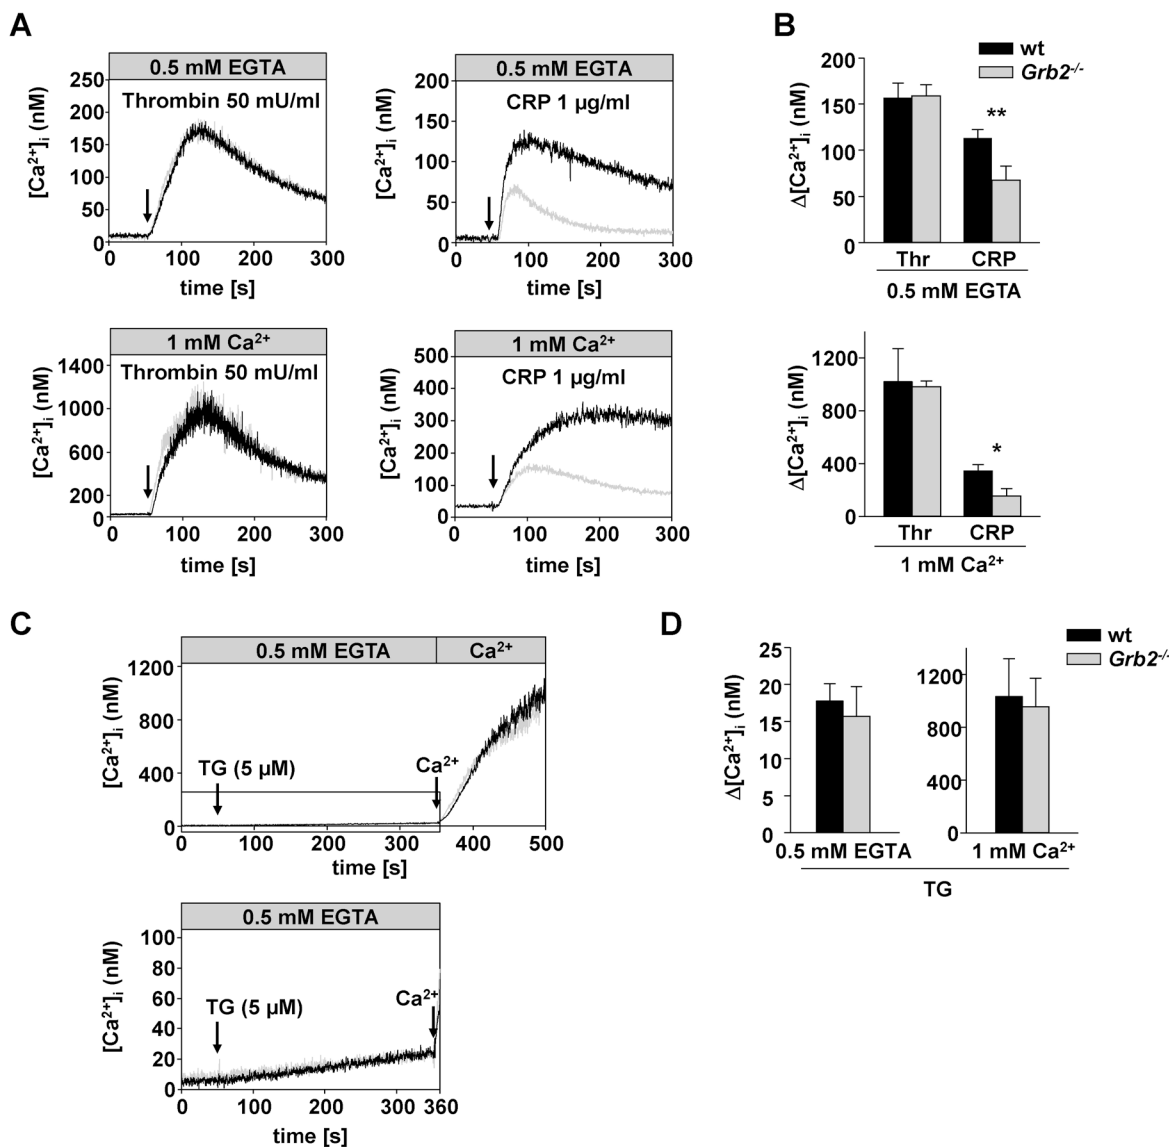 A
0.5 mM EGTA
Thrombin 50 mU/ml
[Ca²⁺]ᵢ (nM)
250
200
150
100
50
0
0 100 200 300
time [s]
0.5 mM EGTA
CRP 1 µg/ml
[Ca²⁺]ᵢ (nM)
200
150
100
50
0
0 100 200 300
time [s]
1 mM Ca²⁺
Thrombin 50 mU/ml
[Ca²⁺]ᵢ (nM)
1400
1000
600
200
0
0 100 200 300
time [s]
1 mM Ca²⁺
CRP 1 µg/ml
[Ca²⁺]ᵢ (nM)
500
400
300
200
100
0
0 100 200 300
time [s]
B
wt
Grb2⁻/⁻
Δ[Ca²⁺]ᵢ (nM)
200
150
100
50
0
**
Thr CRP
0.5 mM EGTA
Δ[Ca²⁺]ᵢ (nM)
1200
800
400
0
*
Thr CRP
1 mM Ca²⁺
C
0.5 mM EGTA Ca²⁺
[Ca²⁺]ᵢ (nM)
1200
800
400
0
TG (5 µM)
Ca²⁺
0 100 200 300 400 500
time [s]
0.5 mM EGTA
[Ca²⁺]ᵢ (nM)
100
80
60
40
20
0
TG (5 µM)
Ca²⁺
0 100 200 300 360
time [s]
D
wt
Grb2⁻/⁻
Δ[Ca²⁺]ᵢ (nM)
25
20
15
10
5
0
0.5 mM EGTA
1200
800
400
0
1 mM Ca²⁺
TG